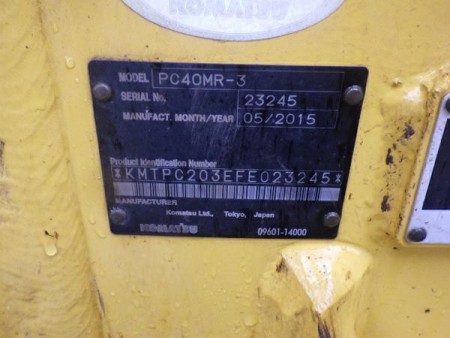 KOMATSU
MODEL PC40MR-3
SERIAL No. 23245
MANUFACT. MONTH/YEAR 05/2015
Product Identification Number
*KMTPC203EFE023245*
MANUFACTURER
Komatsu Ltd., Tokyo, Japan
KOMATSU 09601-14000